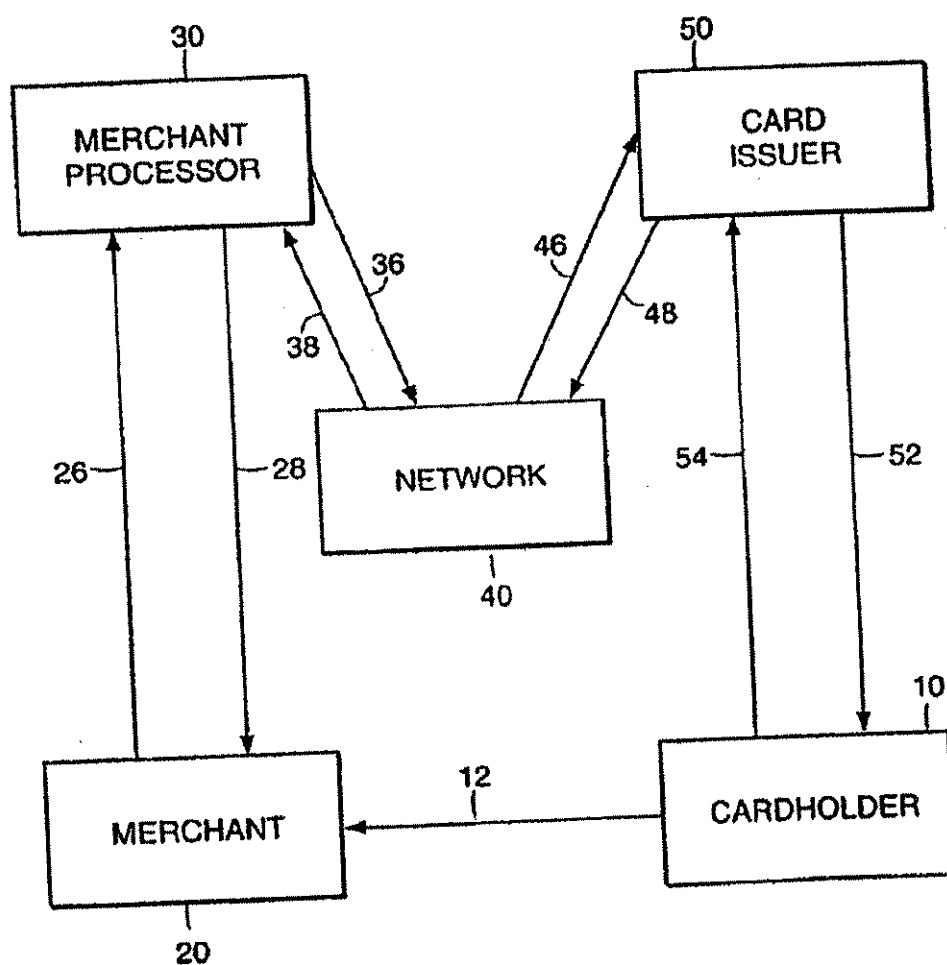 30
50
MERCHANT
PROCESSOR
CARD
ISSUER
36
46
38
48
26
28
NETWORK
54
52
40
10
12
MERCHANT
CARDHOLDER
20